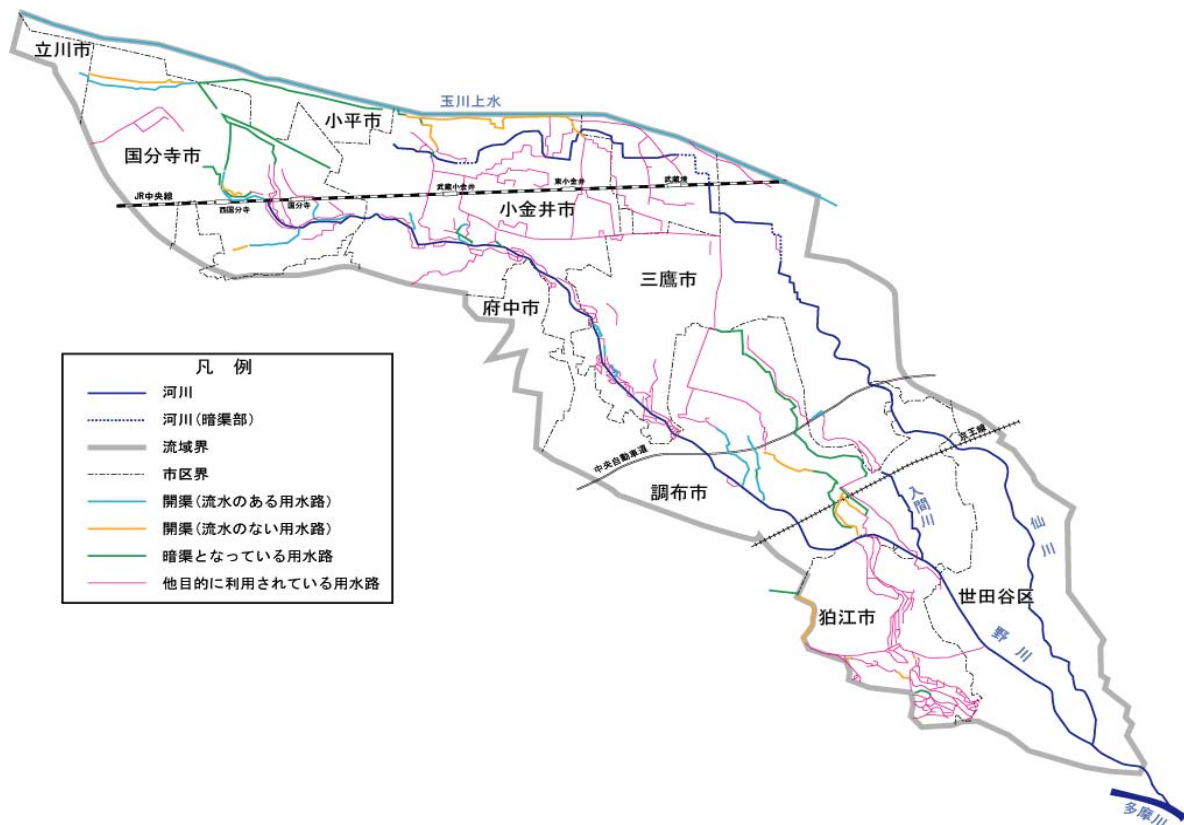 立川市
玉川上水
小平市
国分寺市
JR中央線
西国分寺
国分寺
武蔵小金井
東小金井
武蔵境
小金井市
三鷹市
府中市
凡 例
河川
河川(暗渠部)
流域界
市区界
開渠(流水のある用水路)
開渠(流水のない用水路)
暗渠となっている用水路
他目的に利用されている用水路
中央自動車道
京王線
調布市
入間川
仙川
世田谷区
狛江市
野川
多摩川